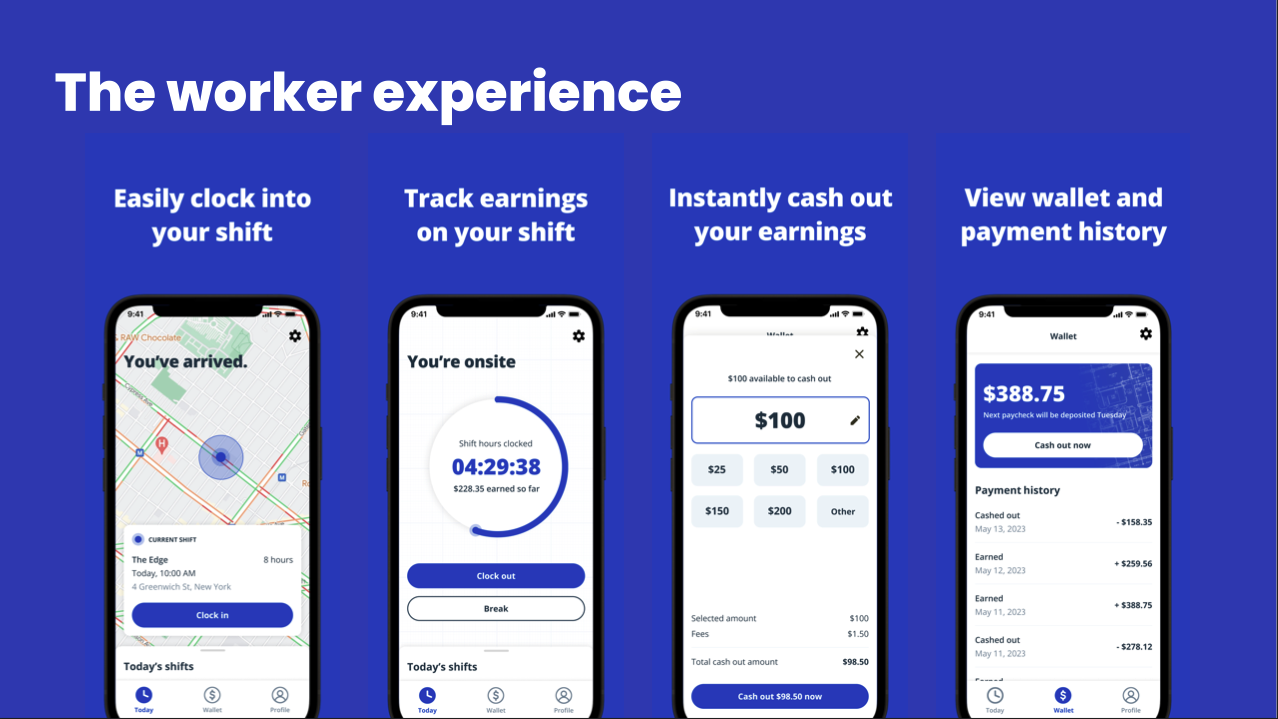 The worker experience
Easily clock into
your shift
9:41
RAW Chocolate
You've arrived.
Cypress Ave
H
M
M
CURRENT SHIFT
The Edge
8 hours
Today, 10:00 AM
4 Greenwich St, New York
Clock in
Today's shifts
Today
Wallet
Profile
Track earnings
on your shift
9:41
You're onsite
Shift hours clocked
04:29:38
$228.35 earned so far
Clock out
Break
Today's shifts
Today
Wallet
Profile
Instantly cash out
your earnings
9:41
Wallet
$100 available to cash out
$100
$25 $50 $100
$150 $200 Other
Selected amount $100
Fees $1.50
Total cash out amount $98.50
Cash out $98.50 now
View wallet and
payment history
9:41
Wallet
$388.75
Next paycheck will be deposited Tuesday
Cash out now
Payment history
Cashed out
May 13, 2023
- $158.35
Earned
May 12, 2023
+ $259.56
Earned
May 11, 2023
+ $388.75
Cashed out
May 11, 2023
- $278.12
Earned
Today
Wallet
Profile